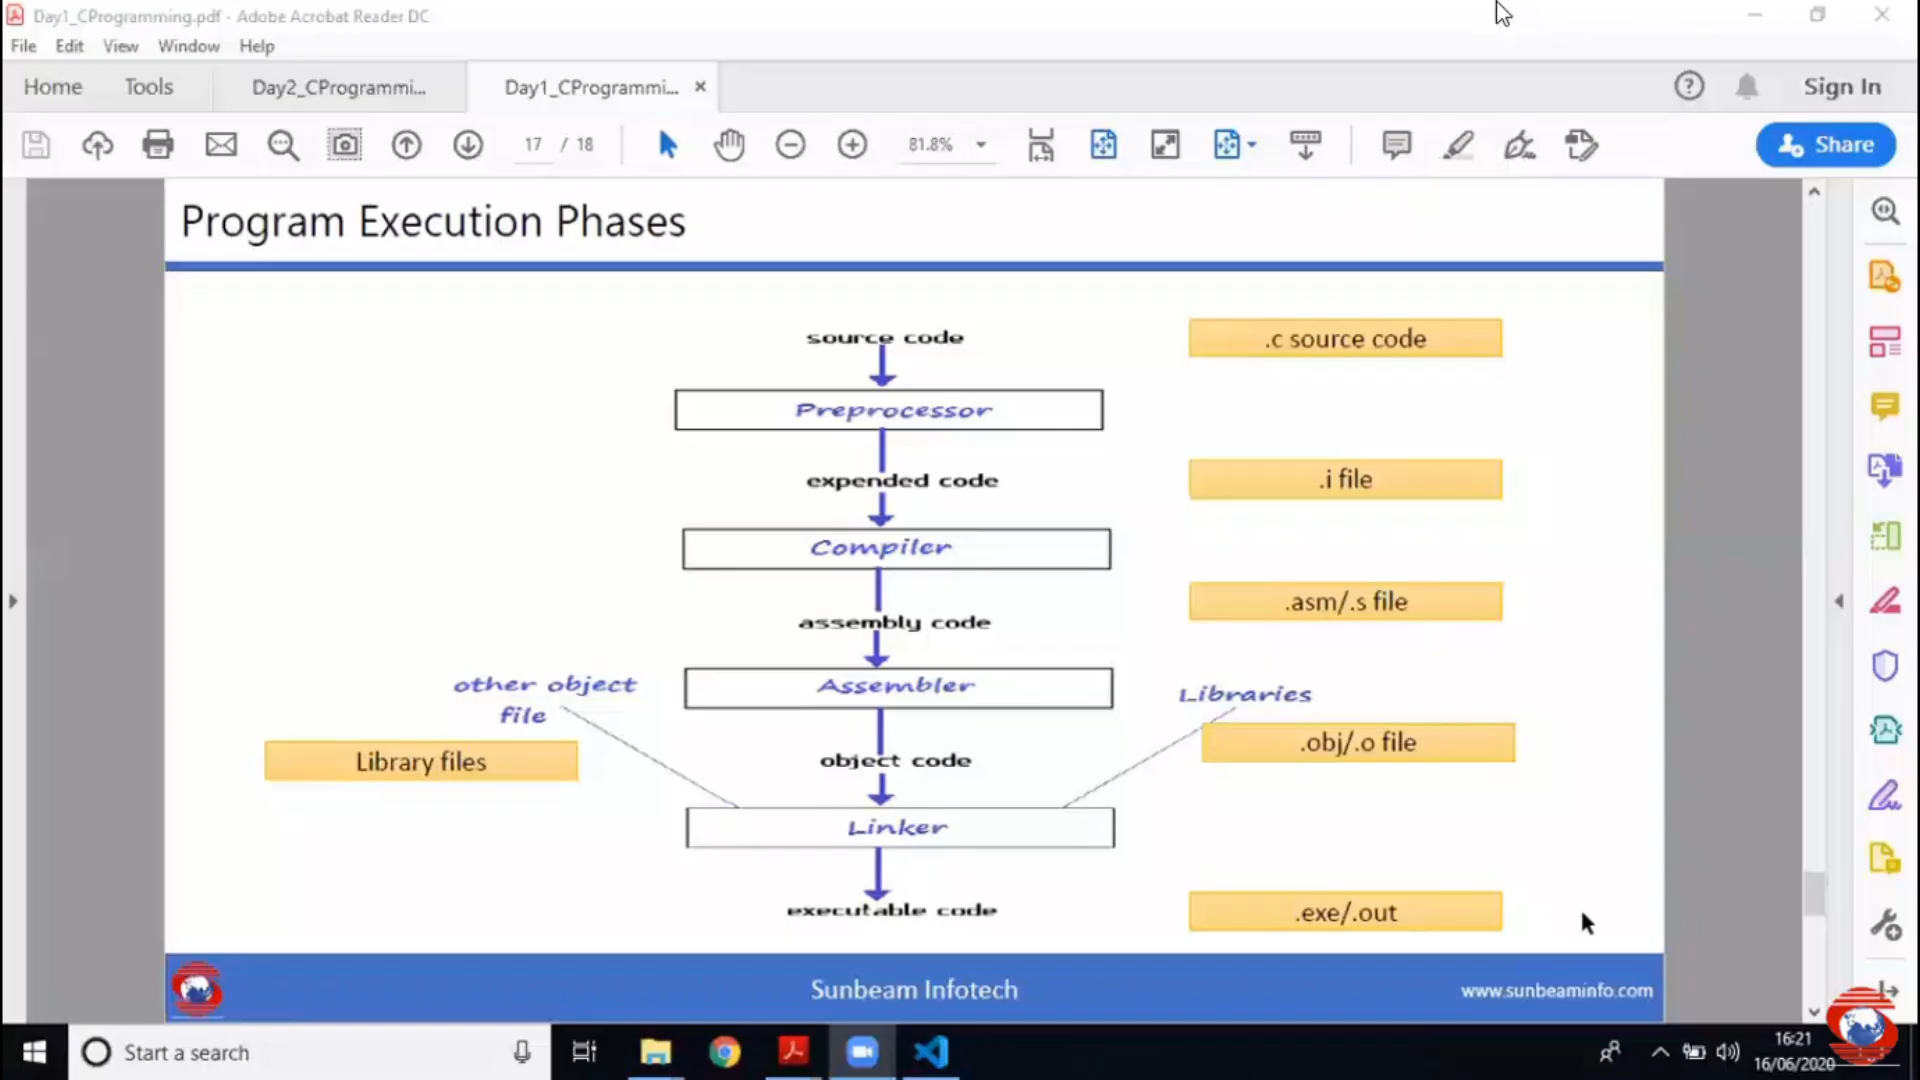 Day1_CProgramming.pdf - Adobe Acrobat Reader DC
File Edit View Window Help
Home Tools Day2_CProgrammi... Day1_CProgrammi... × Sign In
17 / 18 81.8% Share
Program Execution Phases
source code .c source code
Preprocessor
expended code .i file
Compiler
assembly code .asm/.s file
other object Assembler Libraries
file
Library files object code .obj/.o file
Linker
executable code .exe/.out
Sunbeam Infotech www.sunbeaminfo.com
Start a search 16:21
16/06/2020